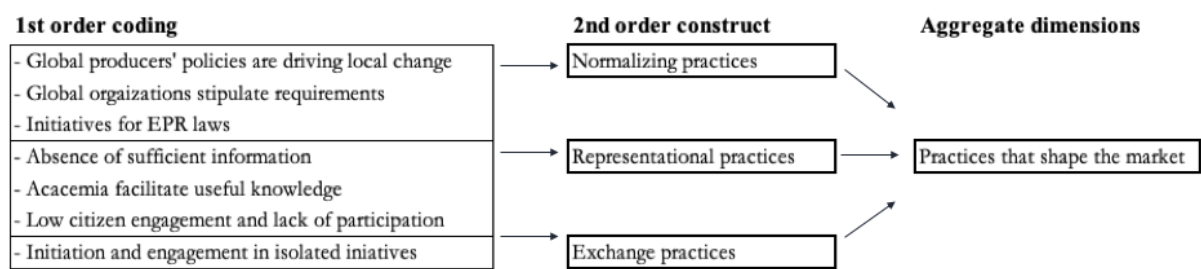 1st order coding
2nd order construct
Aggregate dimensions
- Global producers' policies are driving local change
- Global orgaizations stipulate requirements
- Initiatives for EPR laws
Normalizing practices
- Absence of sufficient information
- Acacemia facilitate useful knowledge
- Low citizen engagement and lack of participation
Representational practices
Practices that shape the market
- Initiation and engagement in isolated iniatives
Exchange practices